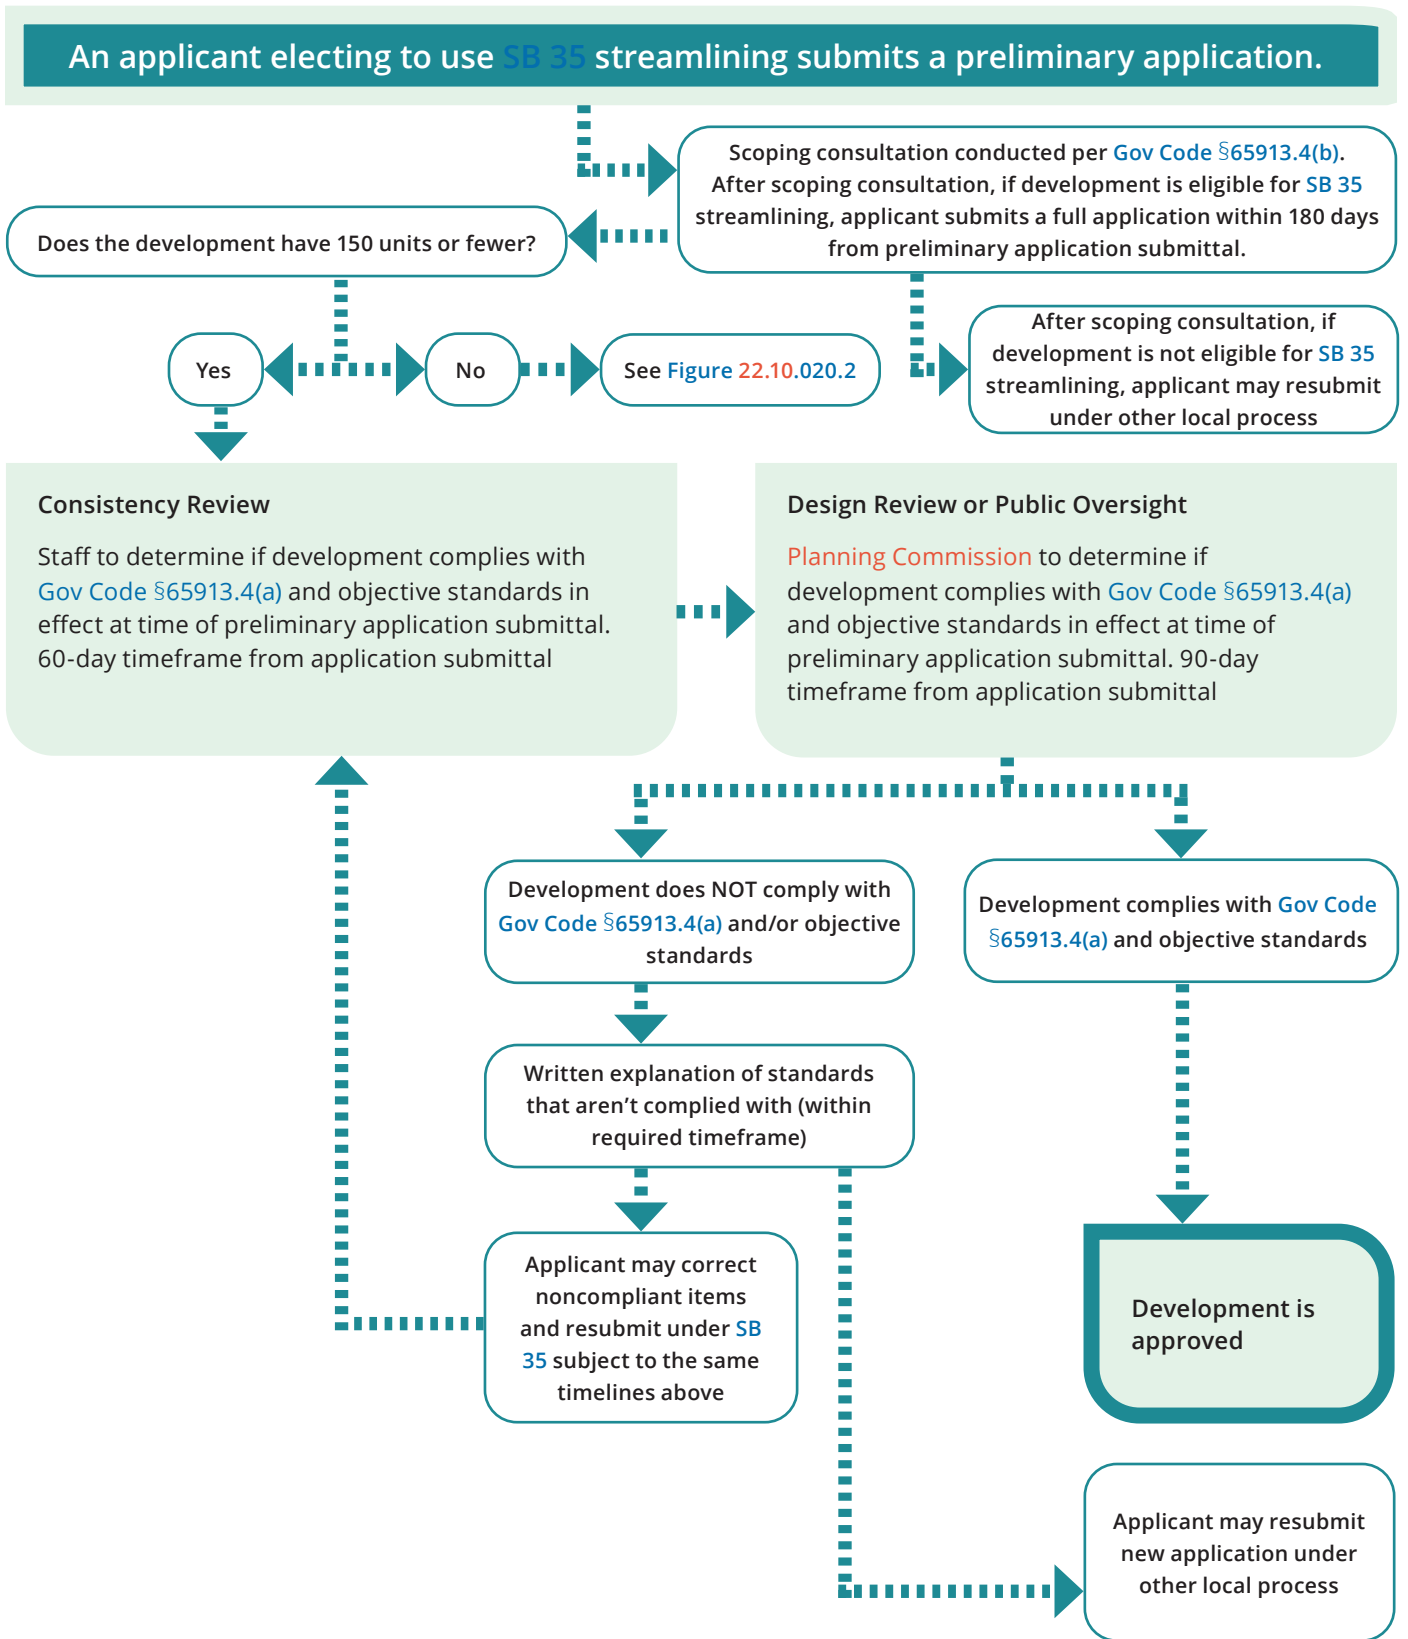 An applicant electing to use SB 35 streamlining submits a preliminary application.
Scoping consultation conducted per Gov Code §65913.4(b).
After scoping consultation, if development is eligible for SB 35
streamlining, applicant submits a full application within 180 days
from preliminary application submittal.
Does the development have 150 units or fewer?
After scoping consultation, if
development is not eligible for SB 35
streamlining, applicant may resubmit
under other local process
Yes
No
See Figure 22.10.020.2
Consistency Review
Staff to determine if development complies with
Gov Code §65913.4(a) and objective standards in
effect at time of preliminary application submittal.
60-day timeframe from application submittal
Design Review or Public Oversight
Planning Commission to determine if
development complies with Gov Code §65913.4(a)
and objective standards in effect at time of
preliminary application submittal. 90-day
timeframe from application submittal
Development does NOT comply with
Gov Code §65913.4(a) and/or objective
standards
Development complies with Gov Code
§65913.4(a) and objective standards
Written explanation of standards
that aren’t complied with (within
required timeframe)
Applicant may correct
noncompliant items
and resubmit under SB
35 subject to the same
timelines above
Development is
approved
Applicant may resubmit
new application under
other local process